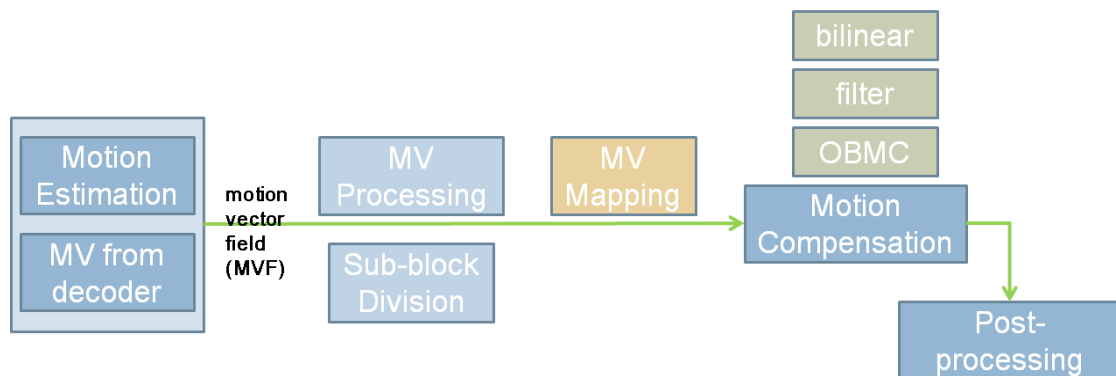 bilinear
filter
OBMC
Motion
Estimation
MV from
decoder
motion
vector
field
(MVF)
MV
Processing
Sub-block
Division
MV
Mapping
Motion
Compensation
Post-
processing